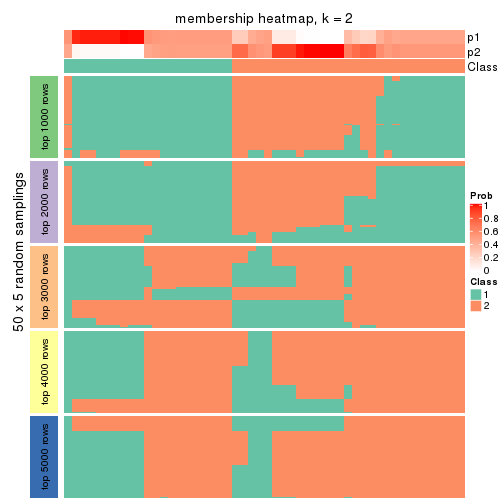 membership heatmap, k = 2
p1
p2
Class
50 x 5 random samplings
top 1000 rows
top 2000 rows
top 3000 rows
top 4000 rows
top 5000 rows
Prob
1
0.8
0.6
0.4
0.2
0
Class
1
2